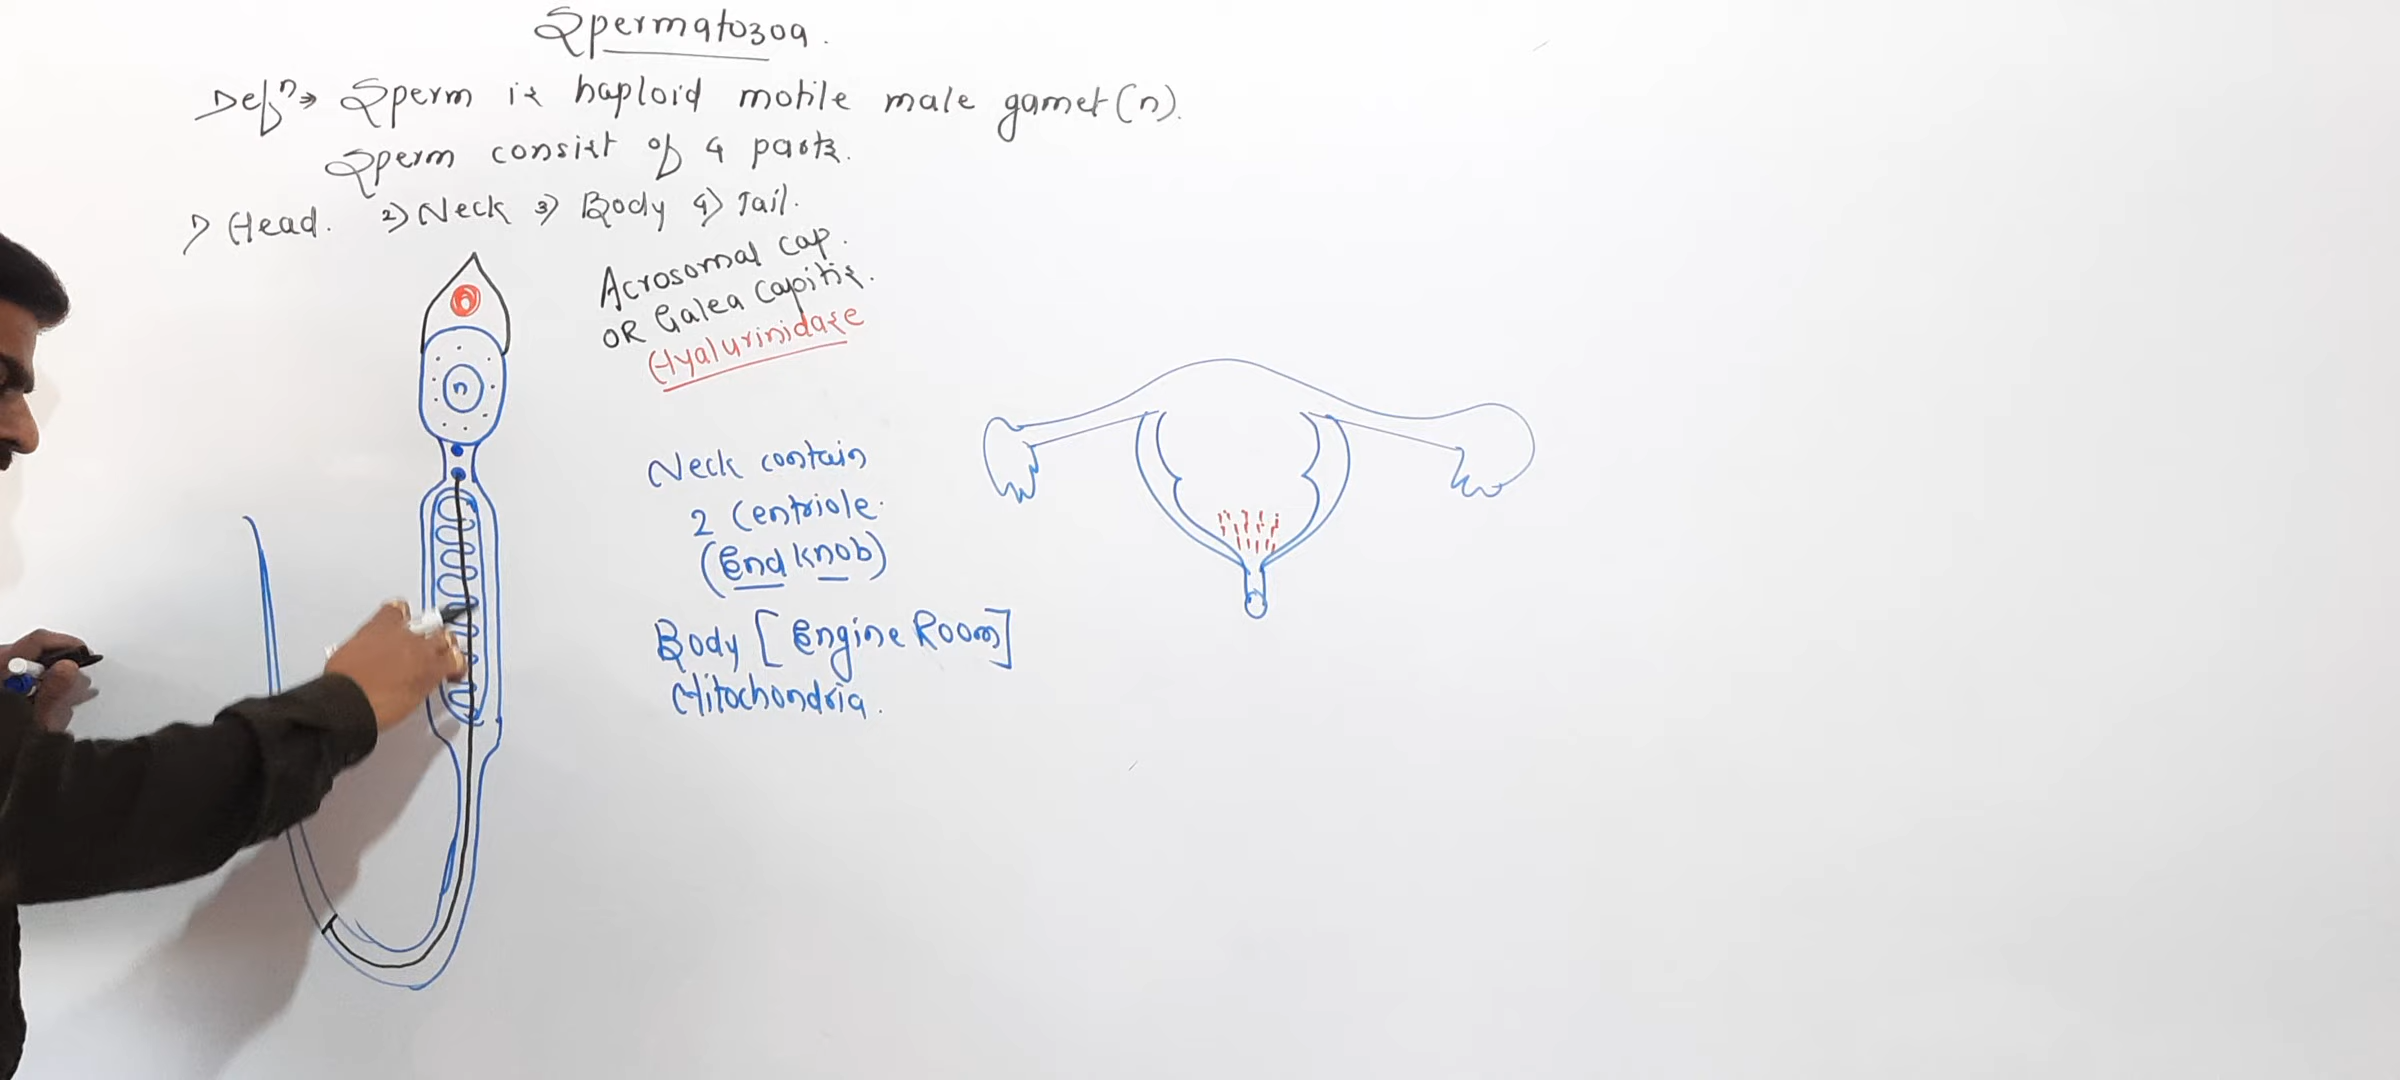 Spermatozoa.
Defn⇒ Sperm is haploid motile male gamet (n).
Sperm consist of 4 parts.
1) Head. 2) Neck 3) Body 4) Tail.
Acrosomal cap.
OR Galea capitis.
Hyalurinidase
n
Neck contain
2 Centriole.
(End knob)
Body [Engine Room]
Mitochondria.